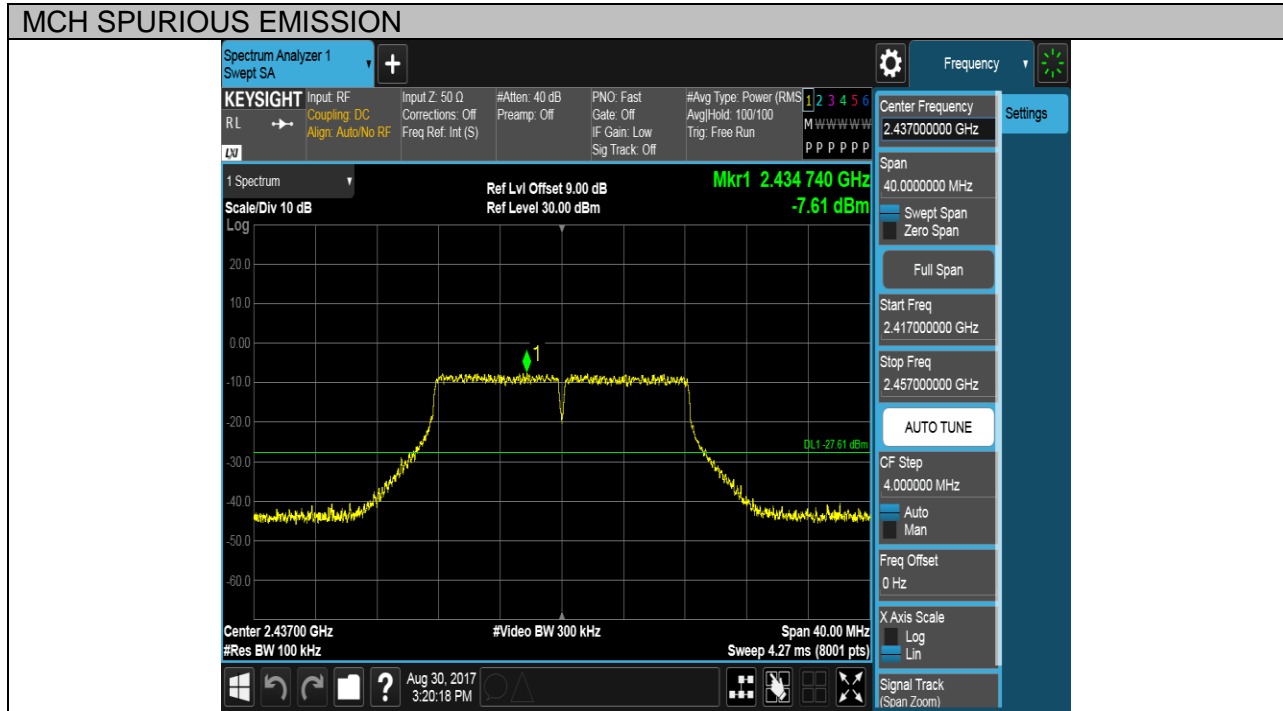 MCH SPURIOUS EMISSION
Spectrum Analyzer 1
Swept SA
+
Frequency
KEYSIGHT
RL
LXI
Input: RF
Coupling: DC
Align: Auto/No RF
Input Z: 50 Ω
Corrections: Off
Freq Ref: Int (S)
#Atten: 40 dB
Preamp: Off
PNO: Fast
Gate: Off
IF Gain: Low
Sig Track: Off
#Avg Type: Power (RMS
Avg|Hold: 100/100
Trig: Free Run
1 2 3 4 5 6
M W W W W W
P P P P P P
1 Spectrum
Scale/Div 10 dB
Ref Lvl Offset 9.00 dB
Ref Level 30.00 dBm
Mkr1 2.434 740 GHz
-7.61 dBm
Log
20.0
10.0
0.00
-10.0
-20.0
-30.0
-40.0
-50.0
-60.0
1
DL1 -27.61 dBm
Center 2.43700 GHz
#Res BW 100 kHz
#Video BW 300 kHz
Span 40.00 MHz
Sweep 4.27 ms (8001 pts)
?
Aug 30, 2017
3:20:18 PM
Center Frequency
2.437000000 GHz
Settings
Span
40.0000000 MHz
Swept Span
Zero Span
Full Span
Start Freq
2.417000000 GHz
Stop Freq
2.457000000 GHz
AUTO TUNE
CF Step
4.000000 MHz
Auto
Man
Freq Offset
0 Hz
X Axis Scale
Log
Lin
Signal Track
(Span Zoom)